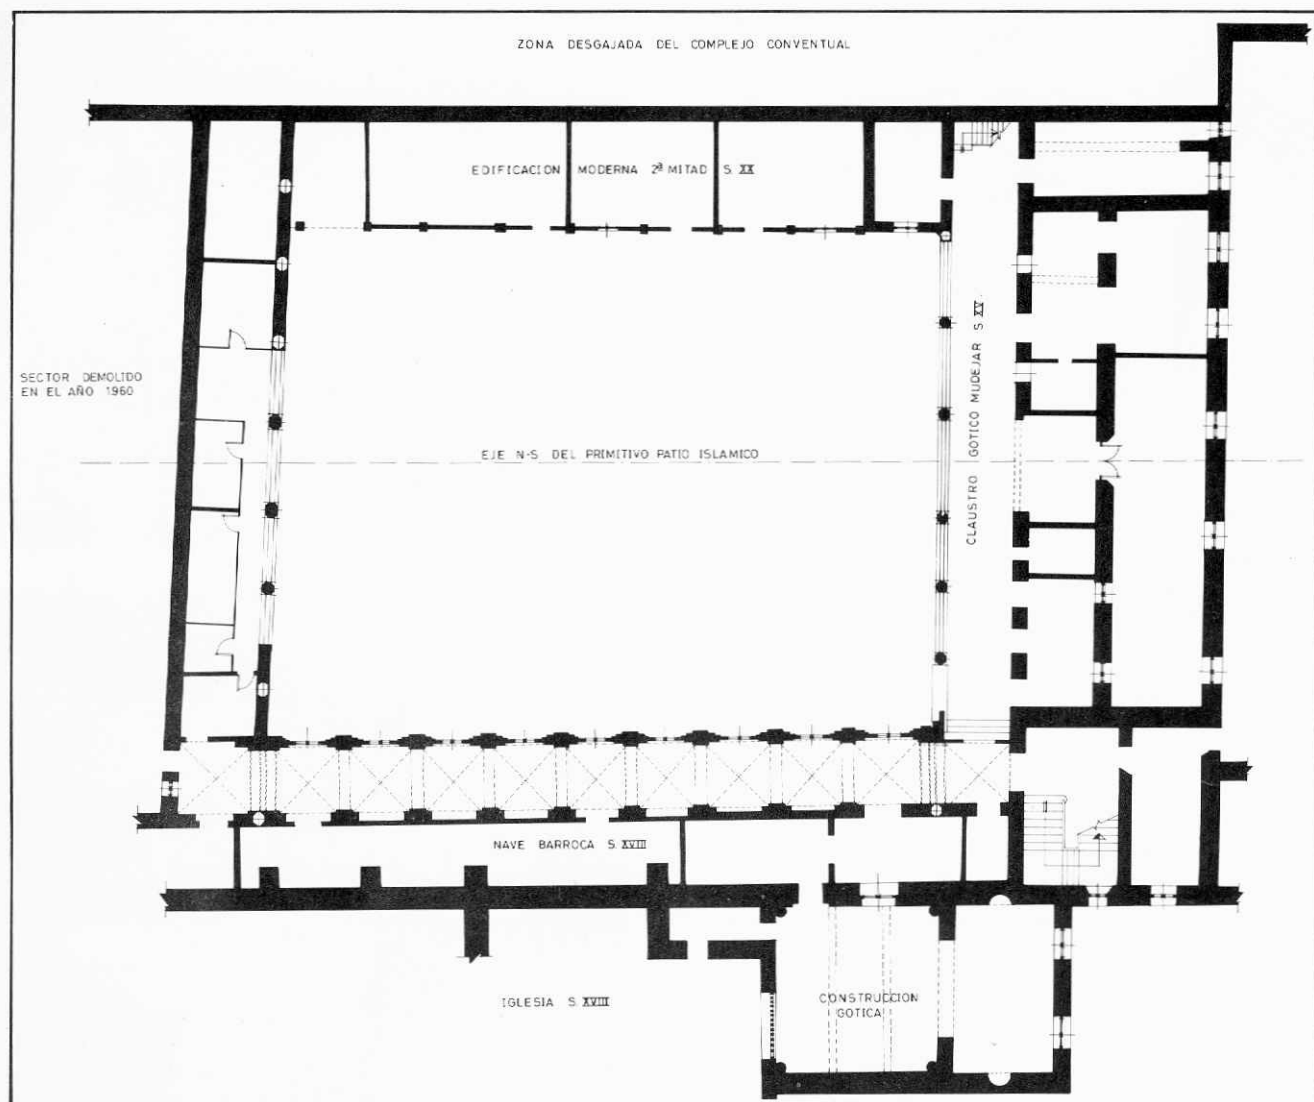 ZONA DESGAJADA DEL COMPLEJO CONVENTUAL
EDIFICACION MODERNA 2ª MITAD S. XX
SECTOR DEMOLIDO
EN EL AÑO 1960
EJE N-S DEL PRIMITIVO PATIO ISLAMICO
CLAUSTRO GOTICO MUDEJAR S. XV.
NAVE BARROCA S. XVIII
IGLESIA S. XVIII
CONSTRUCCION
GOTICA